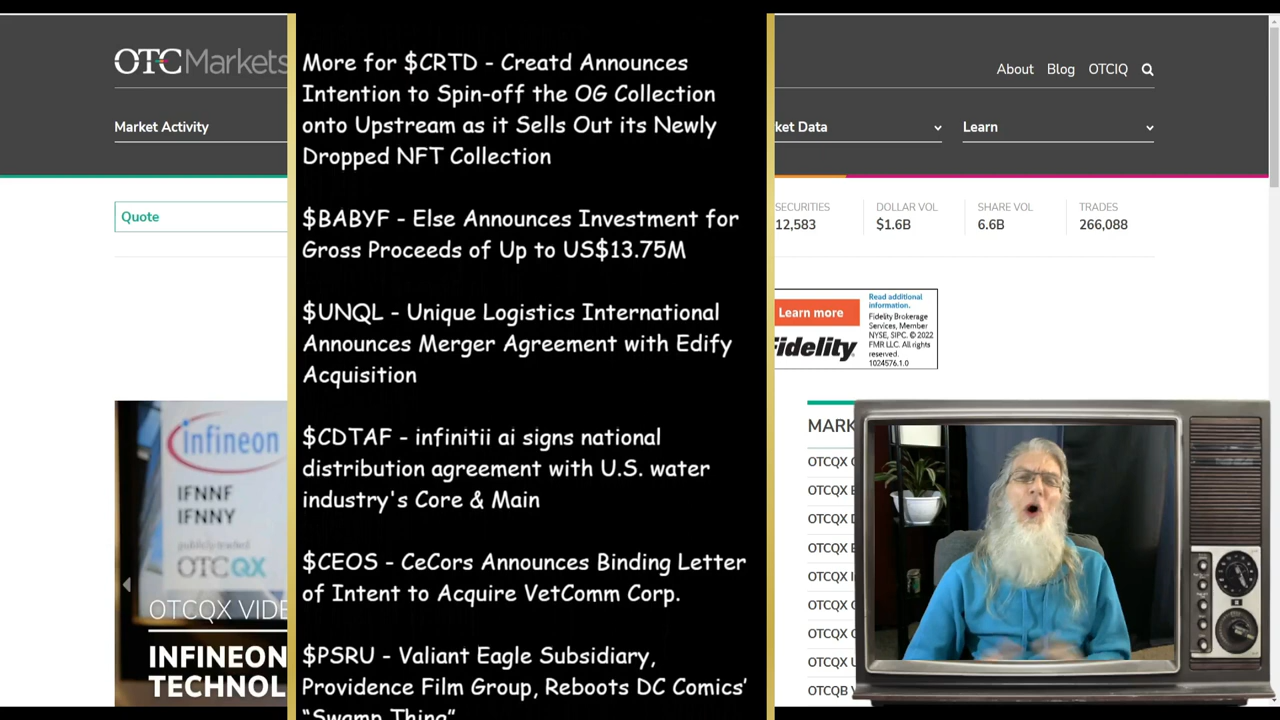 OTC Markets
About Blog OTCIQ
Market Activity
ket Data
Learn
Quote
SECURITIES
12,583
DOLLAR VOL
$1.6B
SHARE VOL
6.6B
TRADES
266,088
More for $CRTD - Creatd Announces
Intention to Spin-off the OG Collection
onto Upstream as it Sells Out its Newly
Dropped NFT Collection
$BABYF - Else Announces Investment for
Gross Proceeds of Up to US$13.75M
$UNQL - Unique Logistics International
Announces Merger Agreement with Edify
Acquisition
$CDTAF - infinitii ai signs national
distribution agreement with U.S. water
industry's Core & Main
$CEOS - CeCors Announces Binding Letter
of Intent to Acquire VetComm Corp.
$PSRU - Valiant Eagle Subsidiary,
Providence Film Group, Reboots DC Comics’
“Swamp Thing”
Learn more
Fidelity
Read additional
information.
Fidelity Brokerage
Services, Member
NYSE, SIPC. © 2022
FMR LLC. All rights
reserved.
1024576.1.0
infineon
IFNNF
IFNNY
publicly traded
OTCQX
OTCQX VIDE
INFINEON
TECHNOL
MARK
OTCQX
OTCQX
OTCQX
OTCQX
OTCQX
OTCQX
OTCQX
OTCQX
OTCQB